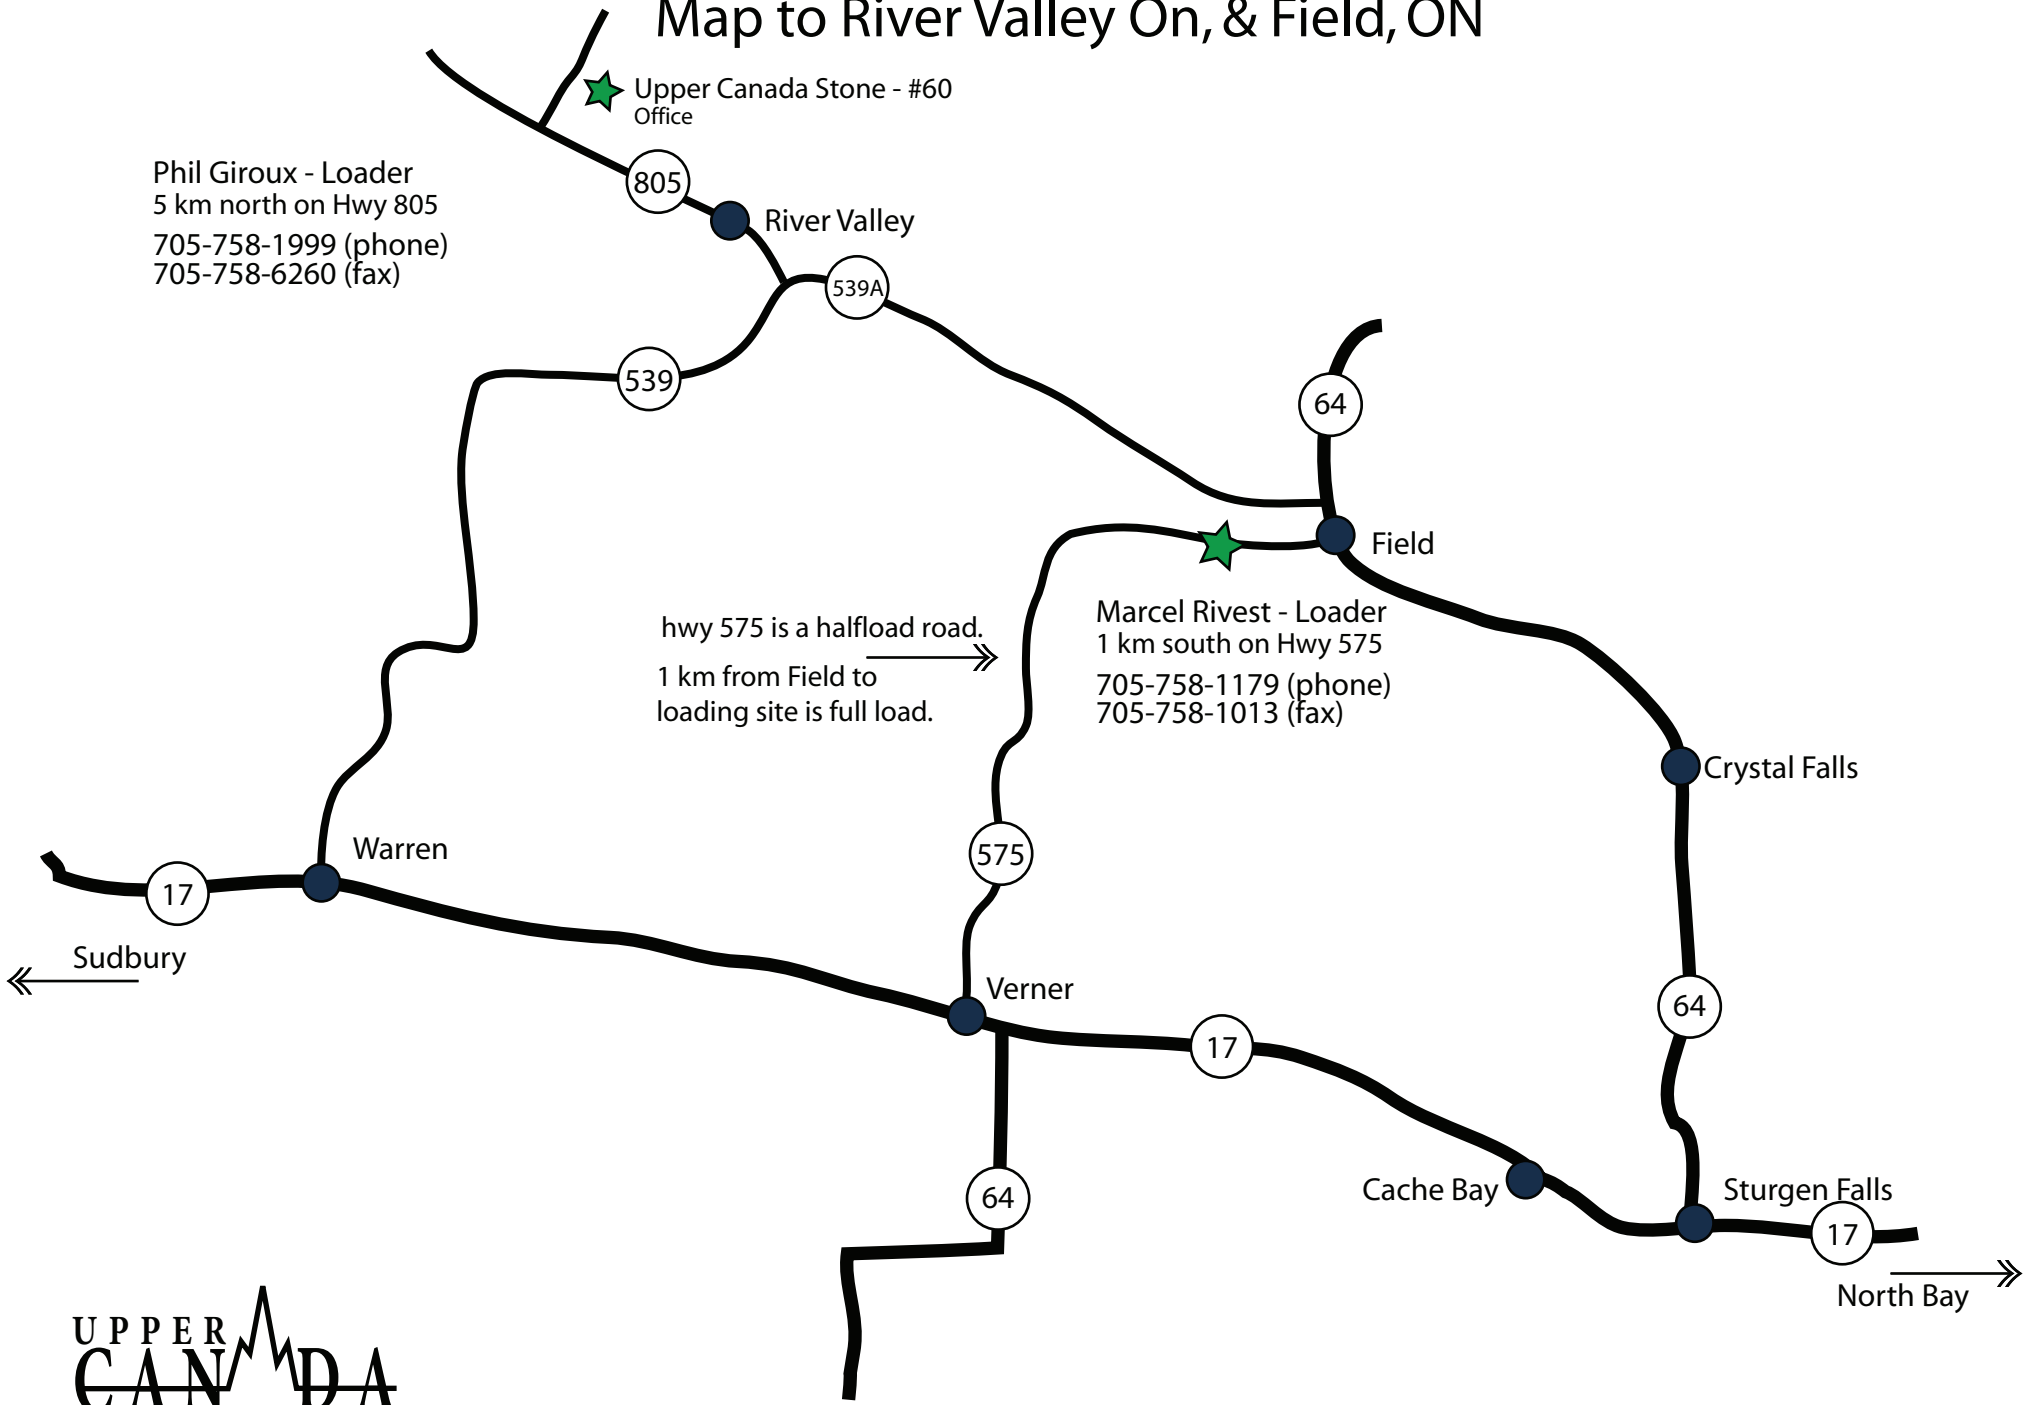 Map to River Valley On, & Field, ON
Upper Canada Stone - #60
Office
Phil Giroux - Loader
5 km north on Hwy 805
705-758-1999 (phone)
705-758-6260 (fax)
805
River Valley
539A
539
64
Field
hwy 575 is a halfload road.
1 km from Field to
loading site is full load.
Marcel Rivest - Loader
1 km south on Hwy 575
705-758-1179 (phone)
705-758-1013 (fax)
Crystal Falls
Warren
575
17
Sudbury
Verner
64
17
Cache Bay
Sturgen Falls
64
17
North Bay
UPPER
CANADA